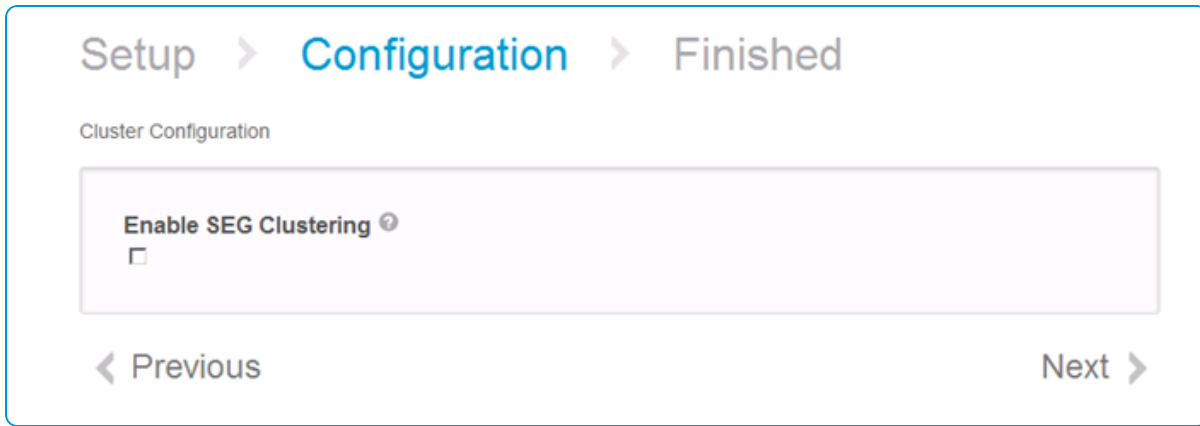 Setup > Configuration > Finished
Cluster Configuration
Enable SEG Clustering ?
Previous Next